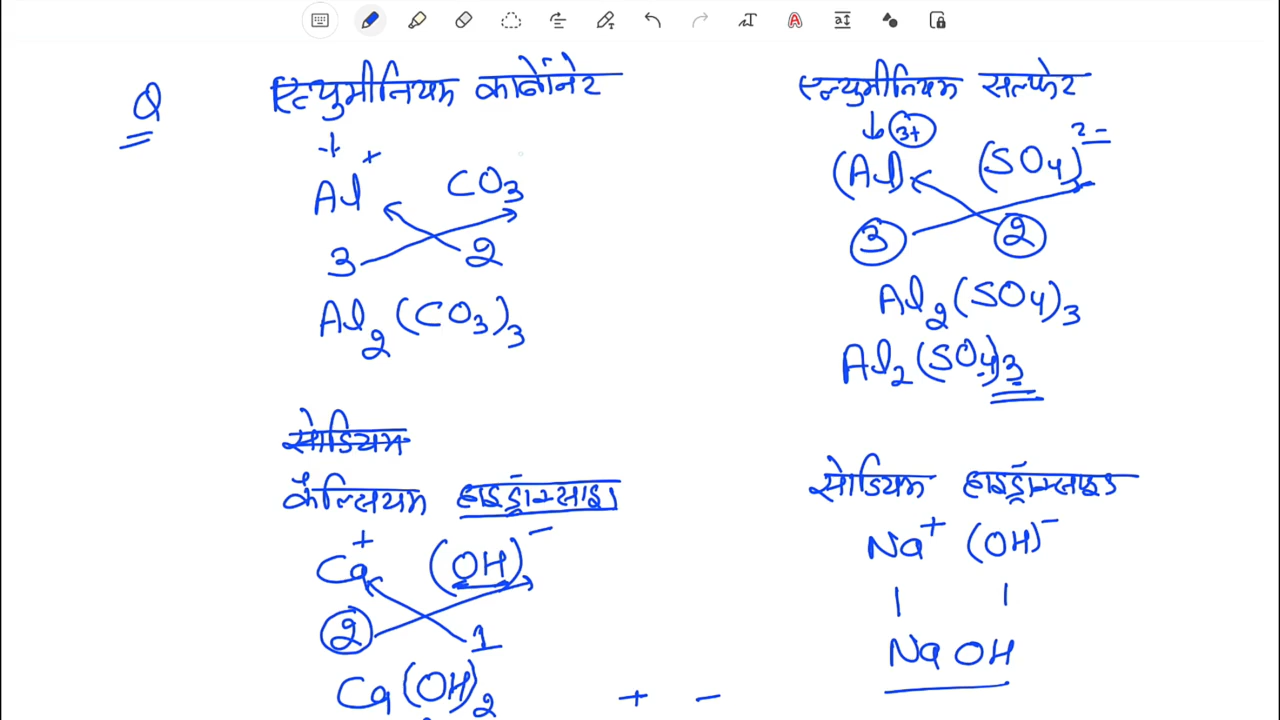 Q
एल्युमीनियम कार्बोनेट
+ +
Al CO3
3 2
Al2(CO3)3
एल्युमीनियम सल्फेट
↓ 3+
(Al) (SO4)2-
3 2
Al2(SO4)3
Al2(SO4)3
सोडियम
कैल्सियम हाइड्रॉक्साइड
Ca+ (OH)-
2 1
Ca(OH)2
सोडियम हाइड्रॉक्साइड
Na+ (OH)-
1 1
NaOH
+ -